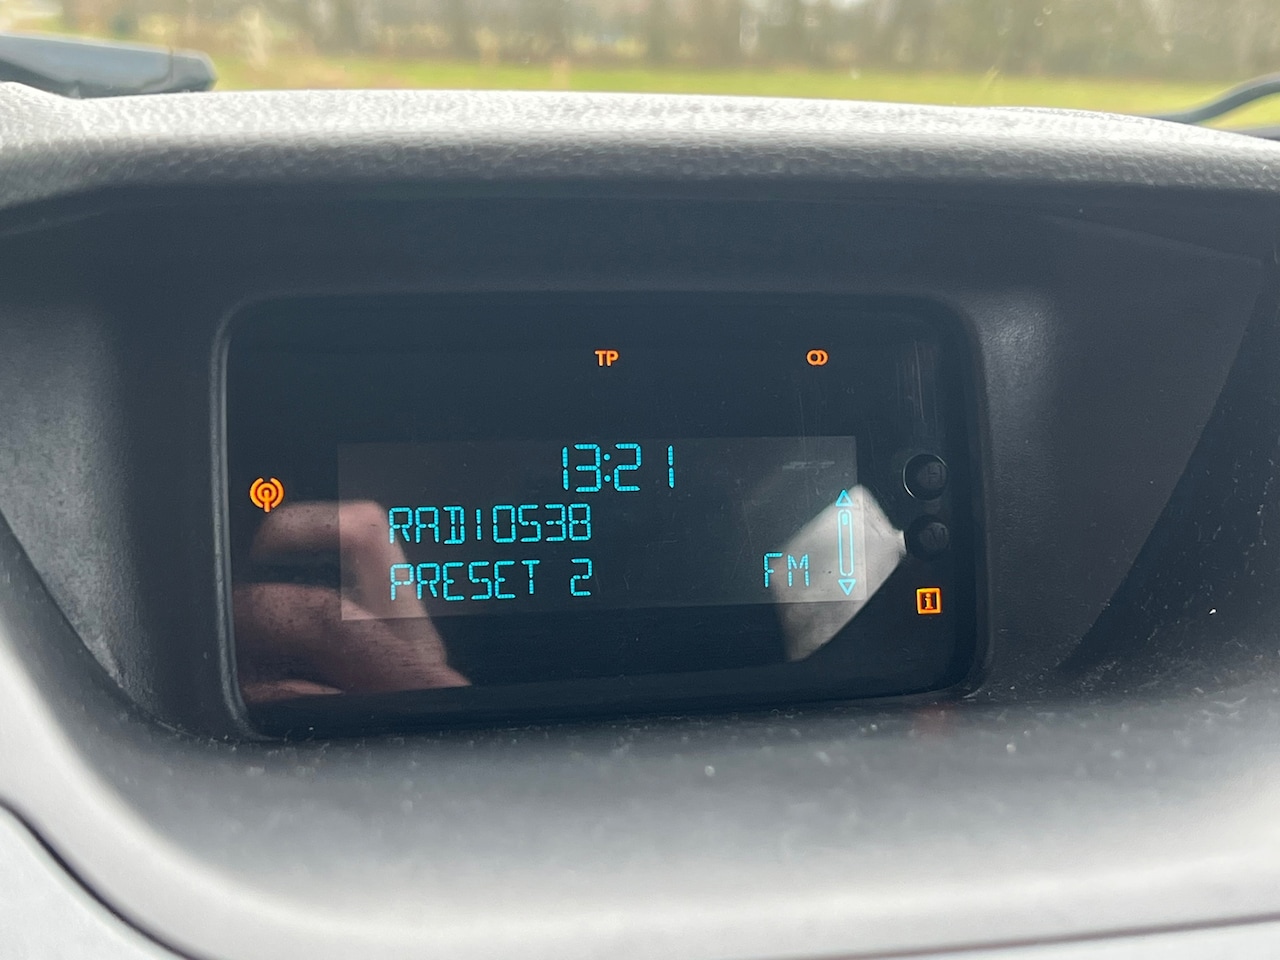 TP
13:21
RADIO538
PRESET 2 FM
i